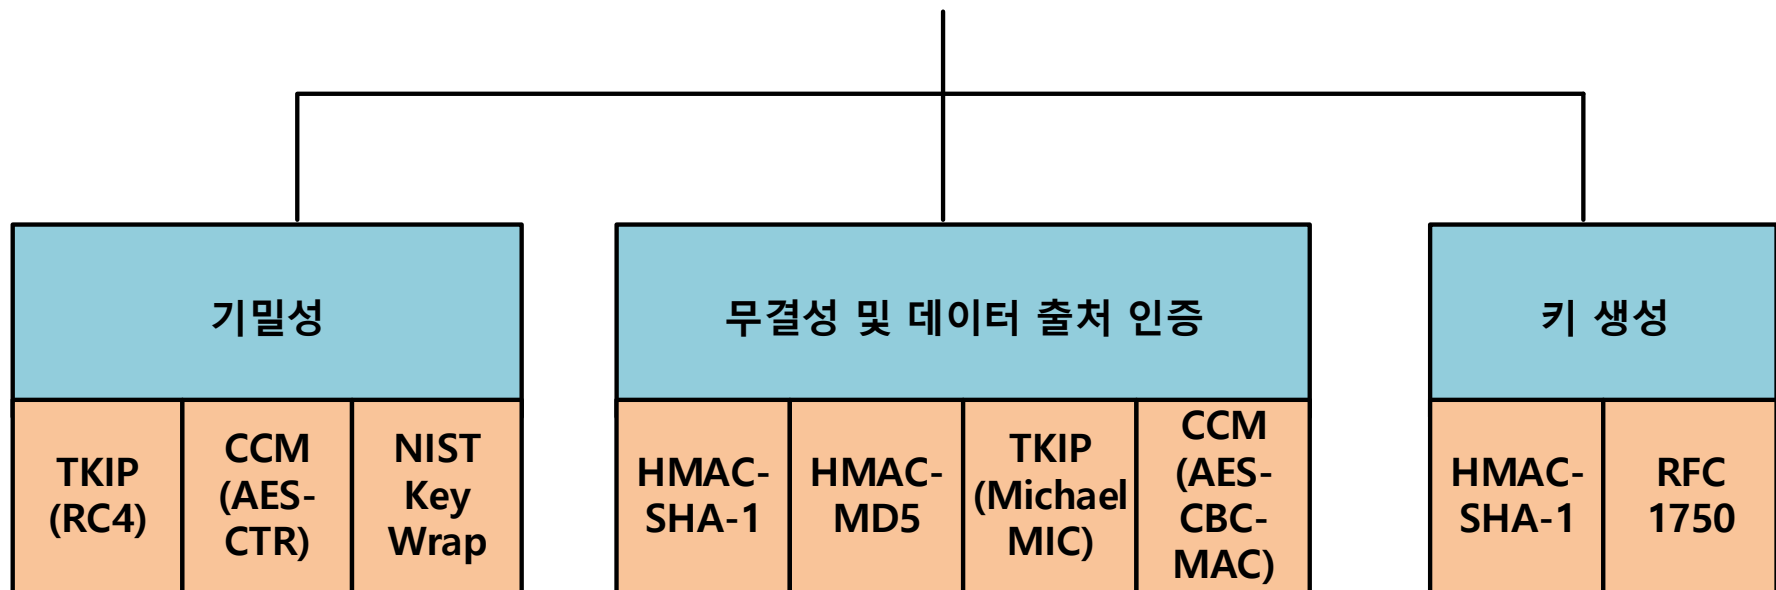 기밀성
무결성 및 데이터 출처 인증
키 생성
TKIP
(RC4)
CCM
(AES-
CTR)
NIST
Key
Wrap
HMAC-
SHA-1
HMAC-
MD5
TKIP
(Michael
MIC)
CCM
(AES-
CBC-
MAC)
HMAC-
SHA-1
RFC
1750